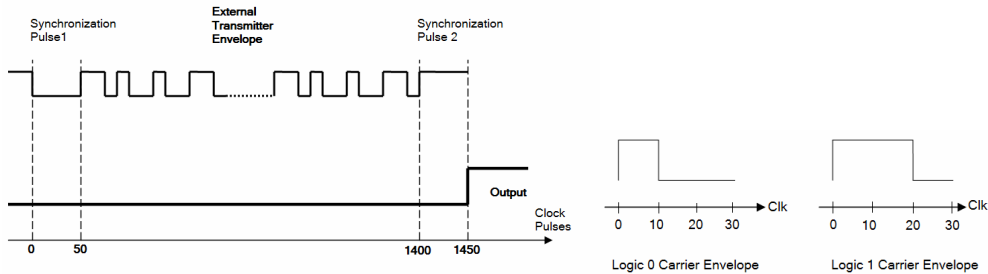 Synchronization
Pulse1
External
Transmitter
Envelope
Synchronization
Pulse 2
Output
Clock
Pulses
0
50
1400
1450
Clk
0
10
20
30
Logic 0 Carrier Envelope
Clk
0
10
20
30
Logic 1 Carrier Envelope